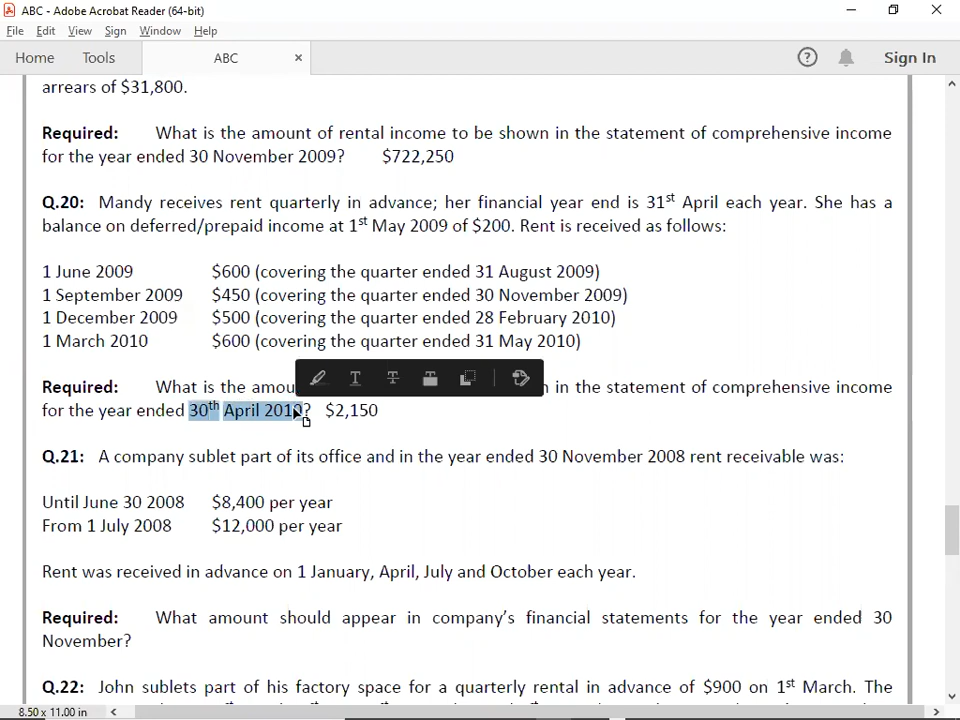 ABC - Adobe Acrobat Reader (64-bit)
File Edit View Sign Window Help
Home Tools ABC × ? Sign In
arrears of $31,800.
Required: What is the amount of rental income to be shown in the statement of comprehensive income
for the year ended 30 November 2009? $722,250
Q.20: Mandy receives rent quarterly in advance; her financial year end is 31st April each year. She has a
balance on deferred/prepaid income at 1st May 2009 of $200. Rent is received as follows:
1 June 2009 $600 (covering the quarter ended 31 August 2009)
1 September 2009 $450 (covering the quarter ended 30 November 2009)
1 December 2009 $500 (covering the quarter ended 28 February 2010)
1 March 2010 $600 (covering the quarter ended 31 May 2010)
Required: What is the amou n in the statement of comprehensive income
for the year ended 30th April 2010? $2,150
Q.21: A company sublet part of its office and in the year ended 30 November 2008 rent receivable was:
Until June 30 2008 $8,400 per year
From 1 July 2008 $12,000 per year
Rent was received in advance on 1 January, April, July and October each year.
Required: What amount should appear in company's financial statements for the year ended 30
November?
Q.22: John sublets part of his factory space for a quarterly rental in advance of $900 on 1st March. The
8.50 x 11.00 in